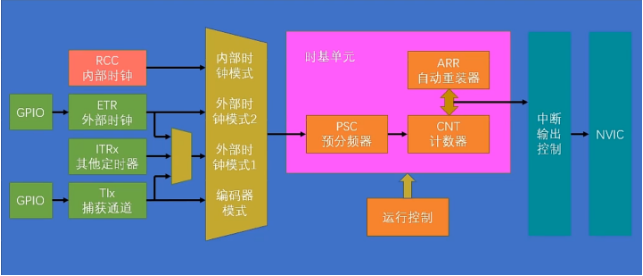 RCC
内部时钟
GPIO
ETR
外部时钟
ITRx
其他定时器
GPIO
TIx
捕获通道
内部时
钟模式
外部时
钟模式2
外部时
钟模式1
编码器
模式
时基单元
ARR
自动重装器
PSC
预分频器
CNT
计数器
运行控制
中断
输出
控制
NVIC